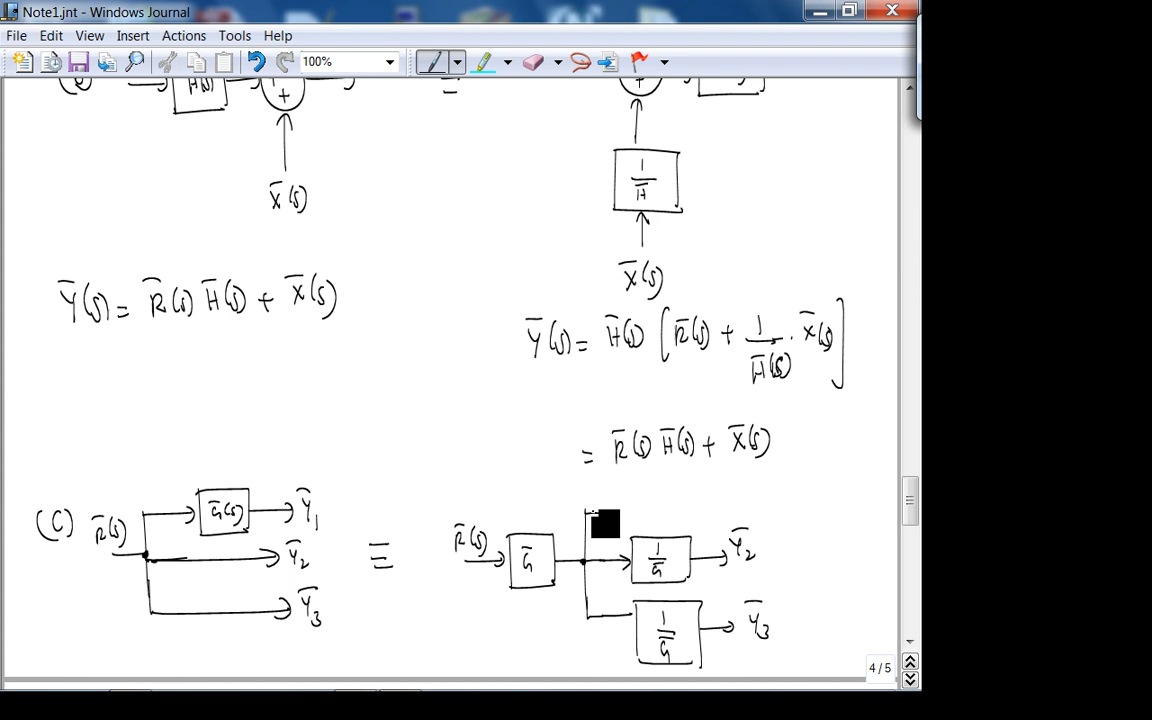 Note1.jnt - Windows Journal
File Edit View Insert Actions Tools Help
100%
H(s)
+
+
X̄(s)
1
H̄
X̄(s)
Ȳ(s) = R̄(s) H̄(s) + X̄(s)
Ȳ(s) = H̄(s) [R̄(s) + 1/H̄(s) . X̄(s)]
= R̄(s) H̄(s) + X̄(s)
(C) R̄(s) Ḡ(s) Ȳ1
Ȳ2
Ȳ3
≡
R̄(s) Ḡ 1/Ḡ Ȳ2
1/Ḡ Ȳ3
4 / 5